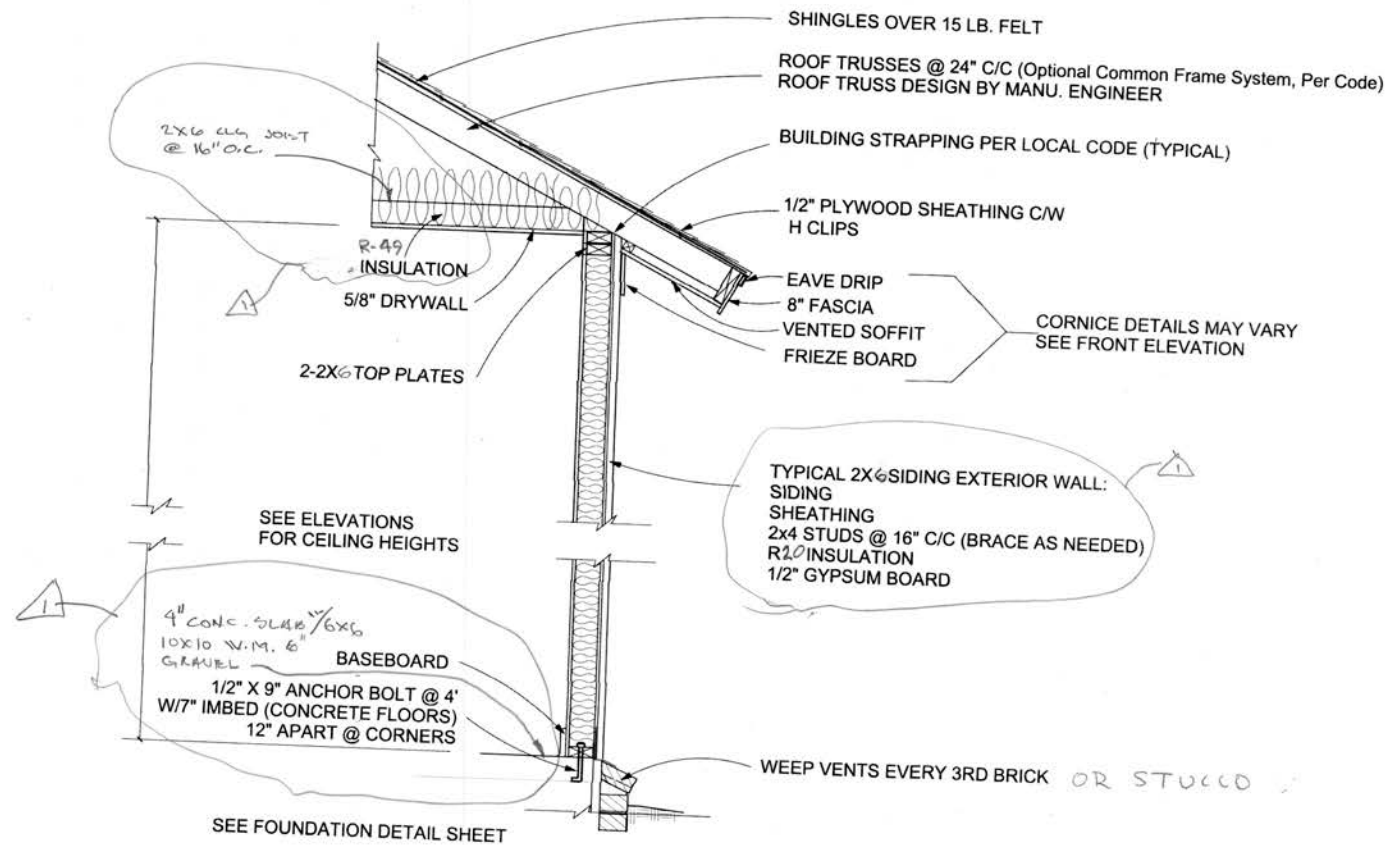 SHINGLES OVER 15 LB. FELT
ROOF TRUSSES @ 24" C/C (Optional Common Frame System, Per Code)
ROOF TRUSS DESIGN BY MANU. ENGINEER
2X6 CLG JOIST
@ 16" O.C.
BUILDING STRAPPING PER LOCAL CODE (TYPICAL)
1/2" PLYWOOD SHEATHING C/W
H CLIPS
R-49
INSULATION
1
5/8" DRYWALL
2-2X6 TOP PLATES
EAVE DRIP
8" FASCIA
VENTED SOFFIT
FRIEZE BOARD
CORNICE DETAILS MAY VARY
SEE FRONT ELEVATION
1
TYPICAL 2X6 SIDING EXTERIOR WALL:
SIDING
SHEATHING
2x4 STUDS @ 16" C/C (BRACE AS NEEDED)
R20 INSULATION
1/2" GYPSUM BOARD
SEE ELEVATIONS
FOR CEILING HEIGHTS
1
4" CONC. SLAB W/6X6
10X10 W.M. 6"
GRAVEL
BASEBOARD
1/2" X 9" ANCHOR BOLT @ 4'
W/7" IMBED (CONCRETE FLOORS)
12" APART @ CORNERS
WEEP VENTS EVERY 3RD BRICK OR STUCCO
SEE FOUNDATION DETAIL SHEET